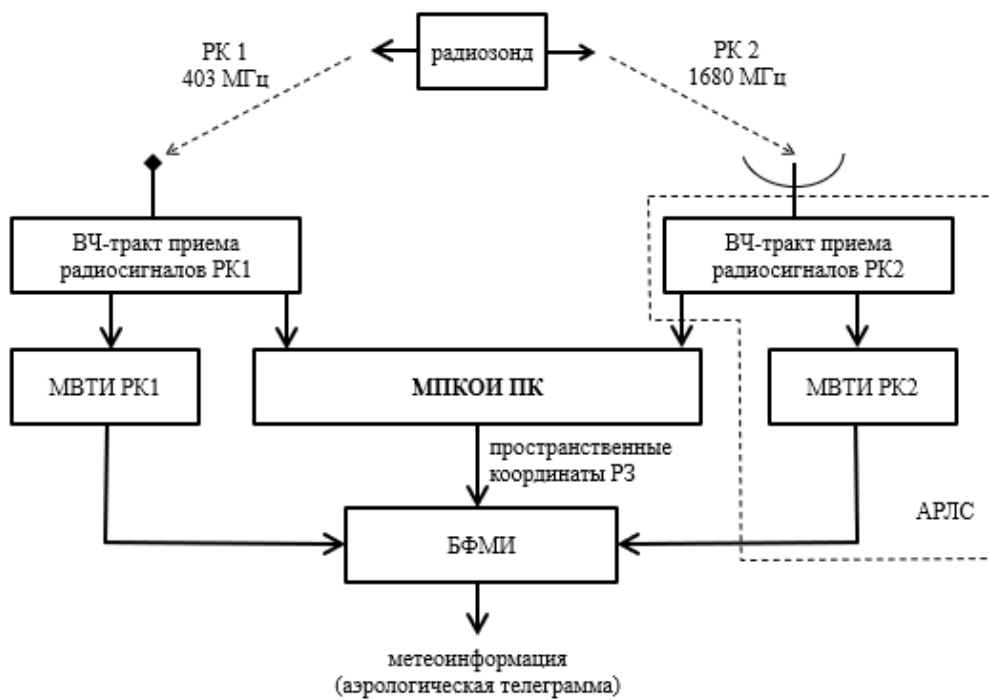 радиозонд
РК 1
403 МГц
РК 2
1680 МГц
ВЧ-тракт приема
радиосигналов РК1
ВЧ-тракт приема
радиосигналов РК2
МВТИ РК1
МПКОИ ПК
МВТИ РК2
пространственные
координаты РЗ
АРЛС
БФМИ
метеоинформация
(аэрологическая телеграмма)